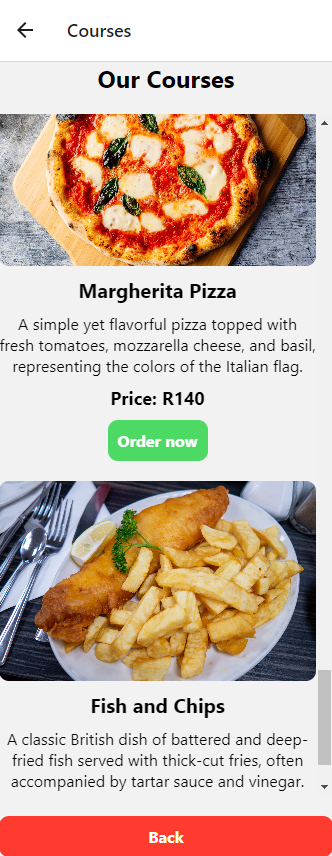 Courses
Our Courses
Margherita Pizza
A simple yet flavorful pizza topped with
fresh tomatoes, mozzarella cheese, and basil,
representing the colors of the Italian flag.
Price: R140
Order now
Fish and Chips
A classic British dish of battered and deep-
fried fish served with thick-cut fries, often
accompanied by tartar sauce and vinegar.
Back